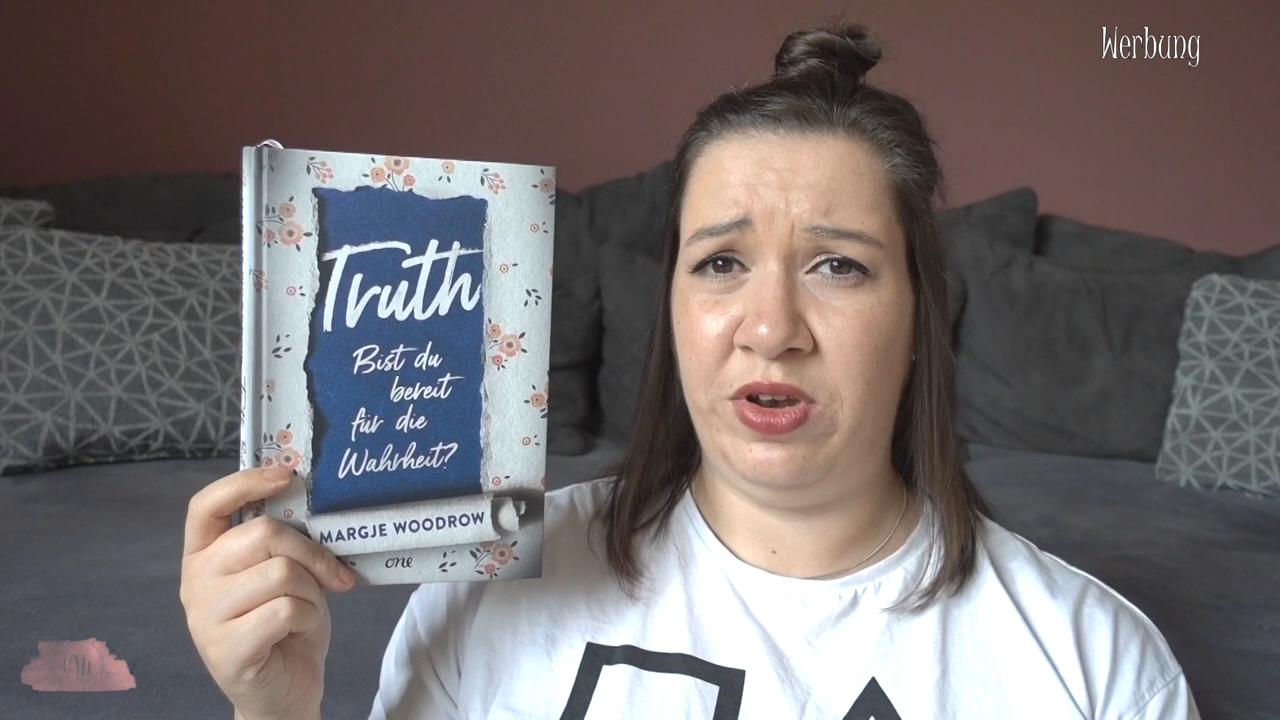 Werbung
Truth
Bist du
bereit
für die
Wahrheit?
MARGJE WOODROW
one